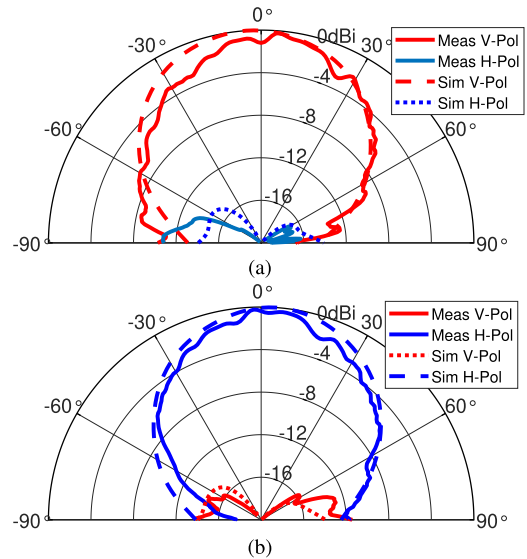 0°
-30°
0dBi
30°
Meas V-Pol
Meas H-Pol
Sim V-Pol
Sim H-Pol
-4
-60°
-8
-12
-16
-90°
90°
(a)
0°
-30°
0dBi
30°
Meas V-Pol
Meas H-Pol
Sim V-Pol
Sim H-Pol
-4
-60°
-8
-12
-16
-90°
90°
(b)